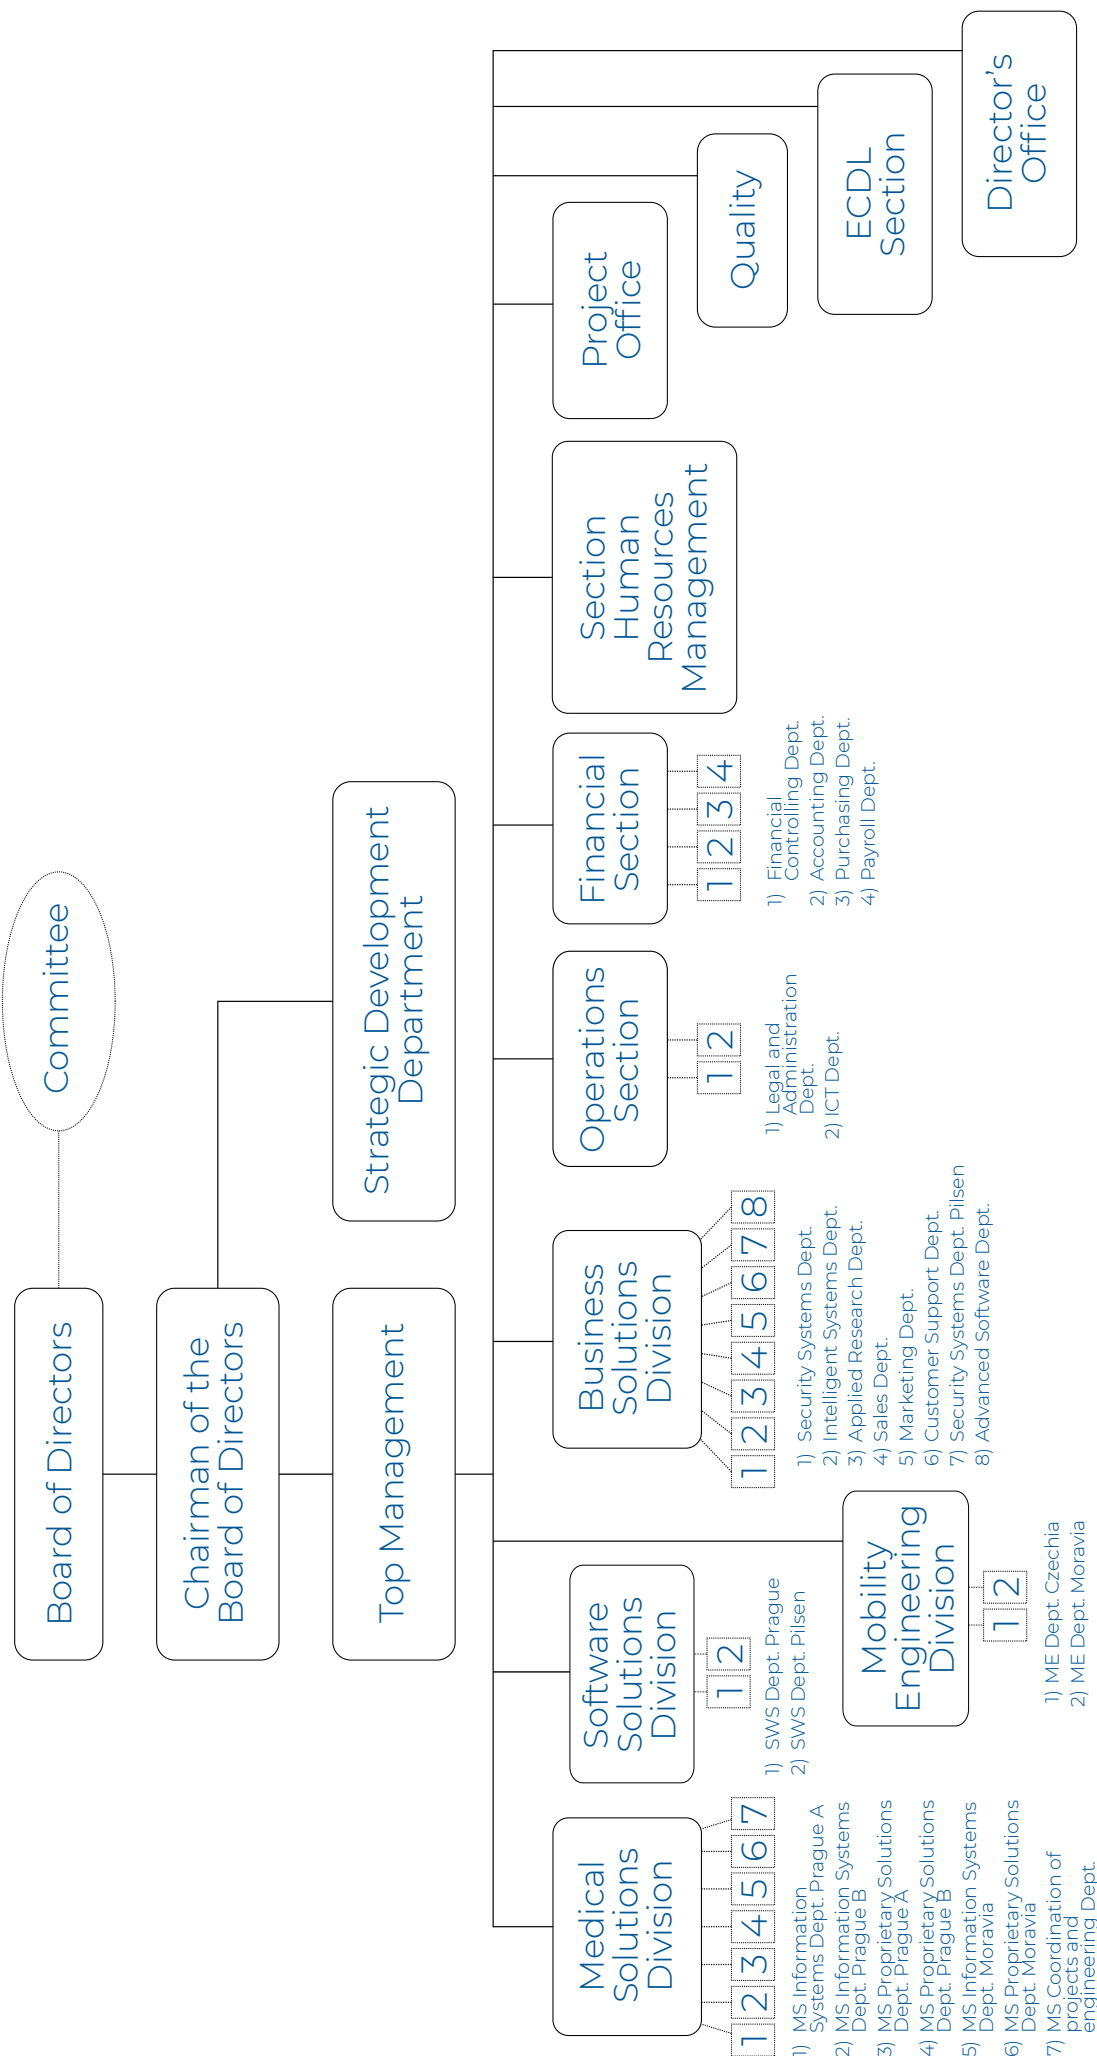 Committee
Board of Directors
Chairman of the
Board of Directors
Strategic Development
Department
Top Management
Medical
Solutions
Division
1 2 3 4 5 6 7
1) MS Information
Systems Dept. Prague A
2) MS Information Systems
Dept. Prague B
3) MS Proprietary Solutions
Dept. Prague A
4) MS Proprietary Solutions
Dept. Prague B
5) MS Information Systems
Dept. Moravia
6) MS Proprietary Solutions
Dept. Moravia
7) MS Coordination of
projects and
engineering Dept.
Software
Solutions
Division
1 2
1) SWS Dept. Prague
2) SWS Dept. Pilsen
Mobility
Engineering
Division
1 2
1) ME Dept. Czechia
2) ME Dept. Moravia
Business
Solutions
Division
1 2 3 4 5 6 7 8
1) Security Systems Dept.
2) Intelligent Systems Dept.
3) Applied Research Dept.
4) Sales Dept.
5) Marketing Dept.
6) Customer Support Dept.
7) Security Systems Dept. Pilsen
8) Advanced Software Dept.
Operations
Section
1 2
1) Legal and
Administration
Dept.
2) ICT Dept.
Financial
Section
1 2 3 4
1) Financial
Controlling Dept.
2) Accounting Dept.
3) Purchasing Dept.
4) Payroll Dept.
Section
Human
Resources
Management
Project
Office
Quality
ECDL
Section
Director's
Office